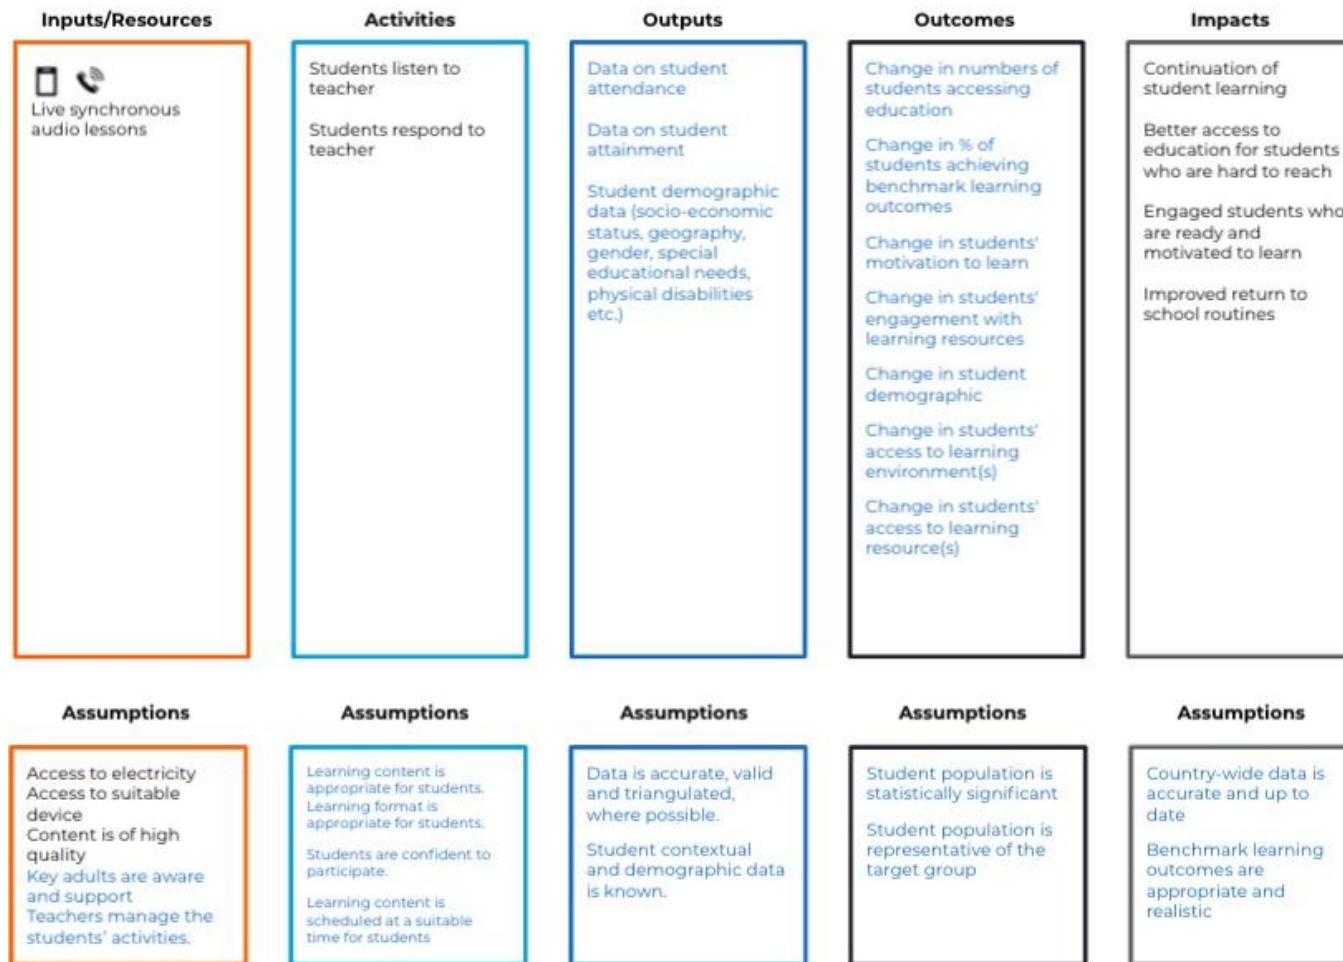 Inputs/Resources
Live synchronous
audio lessons
Activities
Students listen to
teacher
Students respond to
teacher
Outputs
Data on student
attendance
Data on student
attainment
Student demographic
data (socio-economic
status, geography,
gender, special
educational needs,
physical disabilities
etc.)
Outcomes
Change in numbers of
students accessing
education
Change in % of
students achieving
benchmark learning
outcomes
Change in students'
motivation to learn
Change in students'
engagement with
learning resources
Change in student
demographic
Change in students'
access to learning
environment(s)
Change in students'
access to learning
resource(s)
Impacts
Continuation of
student learning
Better access to
education for students
who are hard to reach
Engaged students who
are ready and
motivated to learn
Improved return to
school routines
Assumptions
Access to electricity
Access to suitable
device
Content is of high
quality
Key adults are aware
and support
Teachers manage the
students' activities.
Assumptions
Learning content is
appropriate for students.
Learning format is
appropriate for students.
Students are confident to
participate.
Learning content is
scheduled at a suitable
time for students
Assumptions
Data is accurate, valid
and triangulated,
where possible.
Student contextual
and demographic data
is known.
Assumptions
Student population is
statistically significant
Student population is
representative of the
target group
Assumptions
Country-wide data is
accurate and up to
date
Benchmark learning
outcomes are
appropriate and
realistic